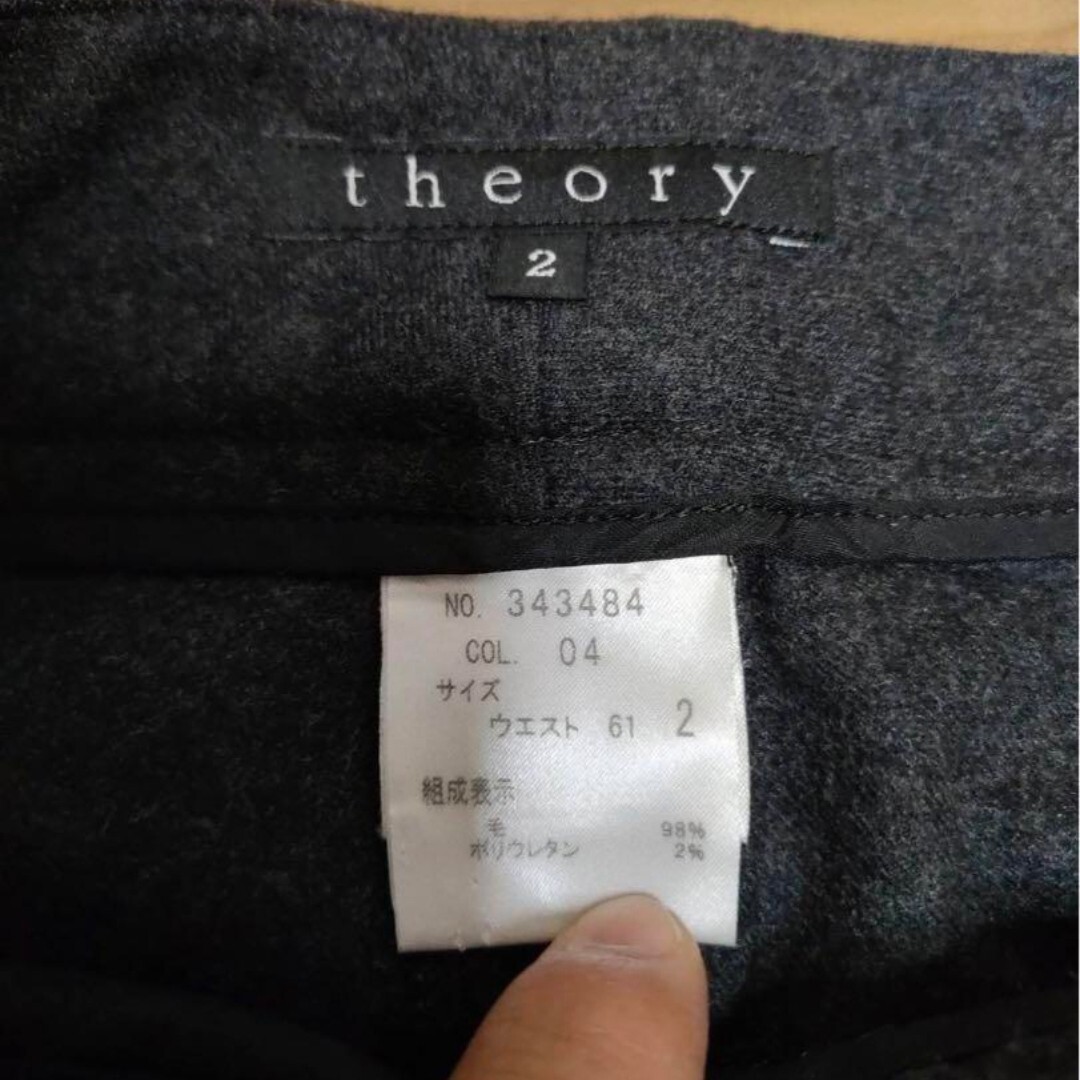 theory
2
NO. 343484
COL. 04
サイズ
ウエスト 61 2
組成表示
毛 98%
ポリウレタン 2%